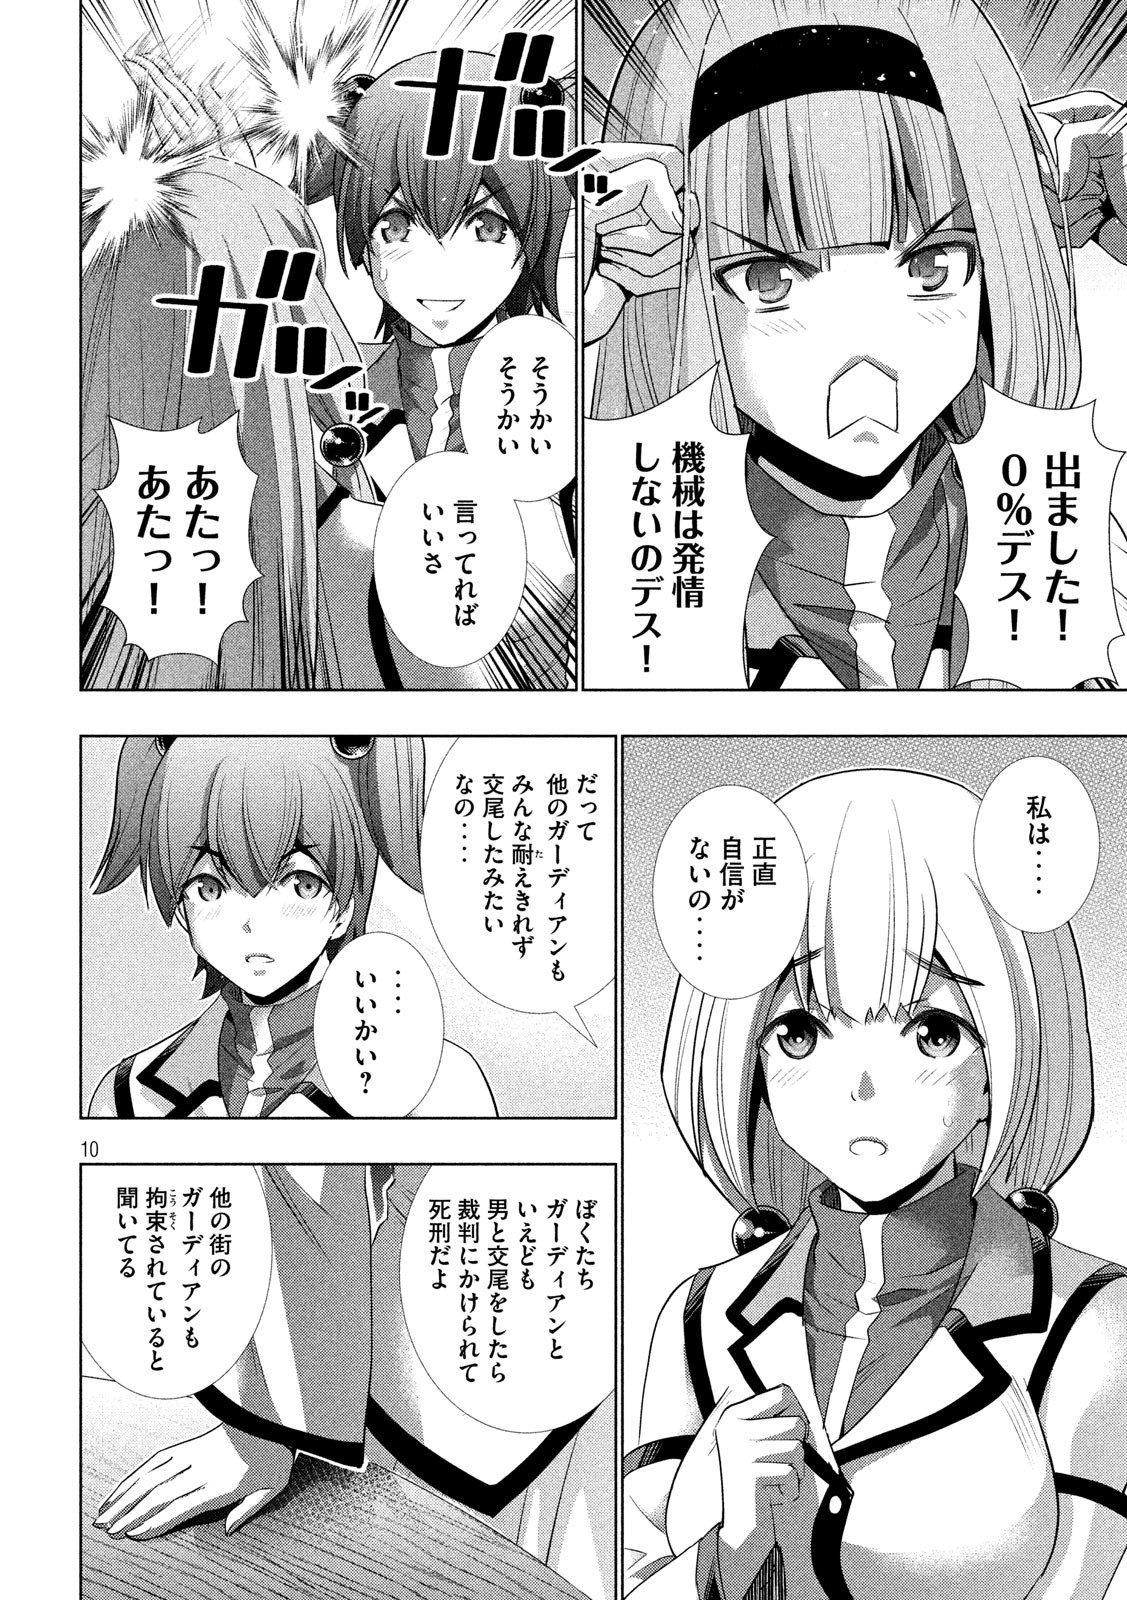 出ました！
０％デス！
機械は発情
しないのデス！
ガッ
ガッ
そうかい
そうかい
言ってれば
いいさ
あたっ！
あたっ！
私は‥‥
正直
自信が
ないの‥‥
だって
他のガーディアンも
みんな耐えきれず
た
交尾したみたい
なの‥‥
‥‥
いいかい？
ぼくたち
ガーディアンと
いえども
男と交尾をしたら
裁判にかけられて
死刑だよ
他の街の
ガーディアンも
拘束されていると
こうそく
聞いてる
10